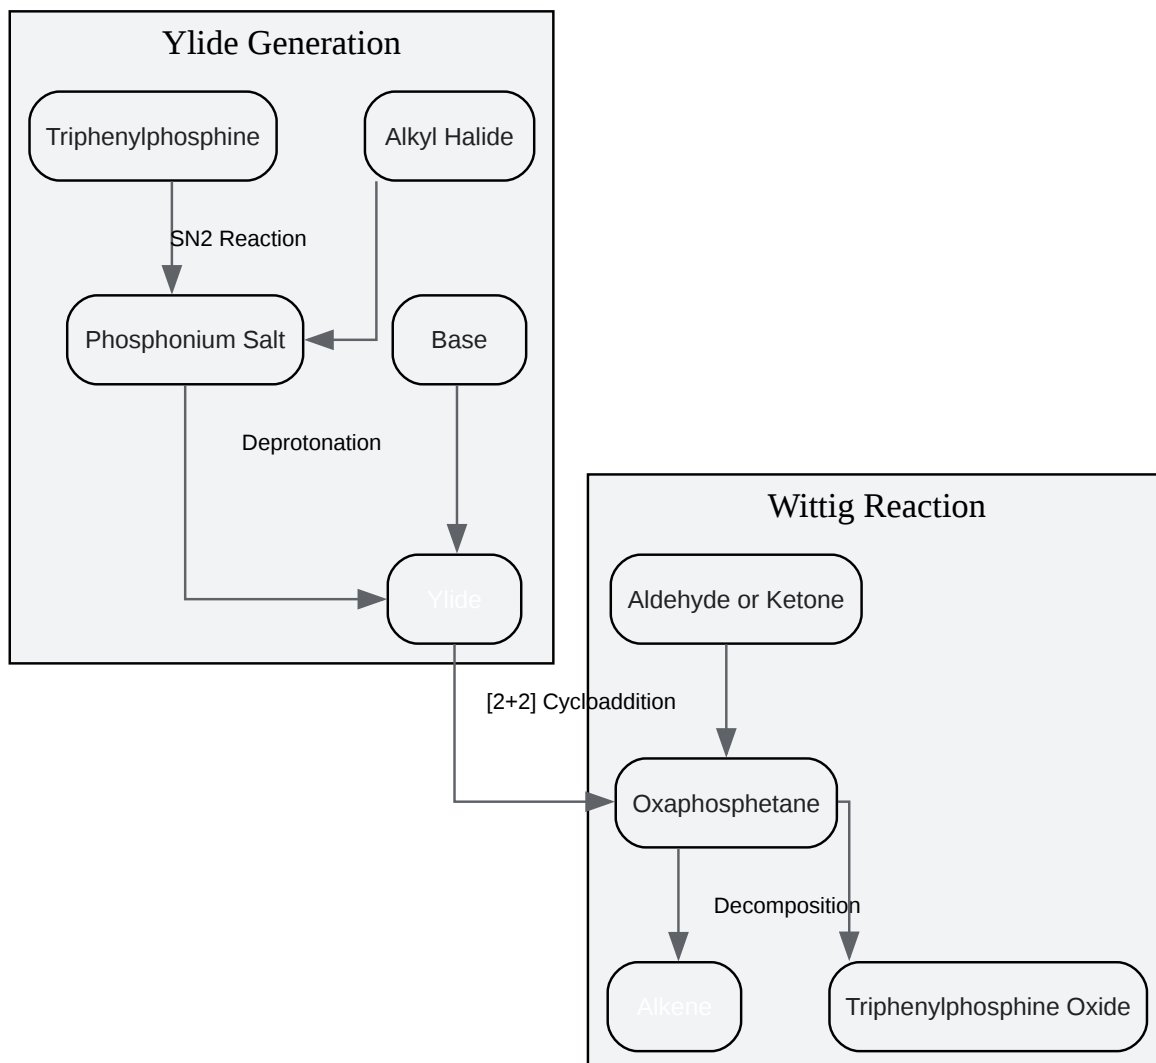 Ylide Generation
Triphenylphosphine
Alkyl Halide
SN2 Reaction
Phosphonium Salt
Base
Deprotonation
Ylide
Wittig Reaction
Aldehyde or Ketone
[2+2] Cycloaddition
Oxaphosphetane
Decomposition
Alkene
Triphenylphosphine Oxide